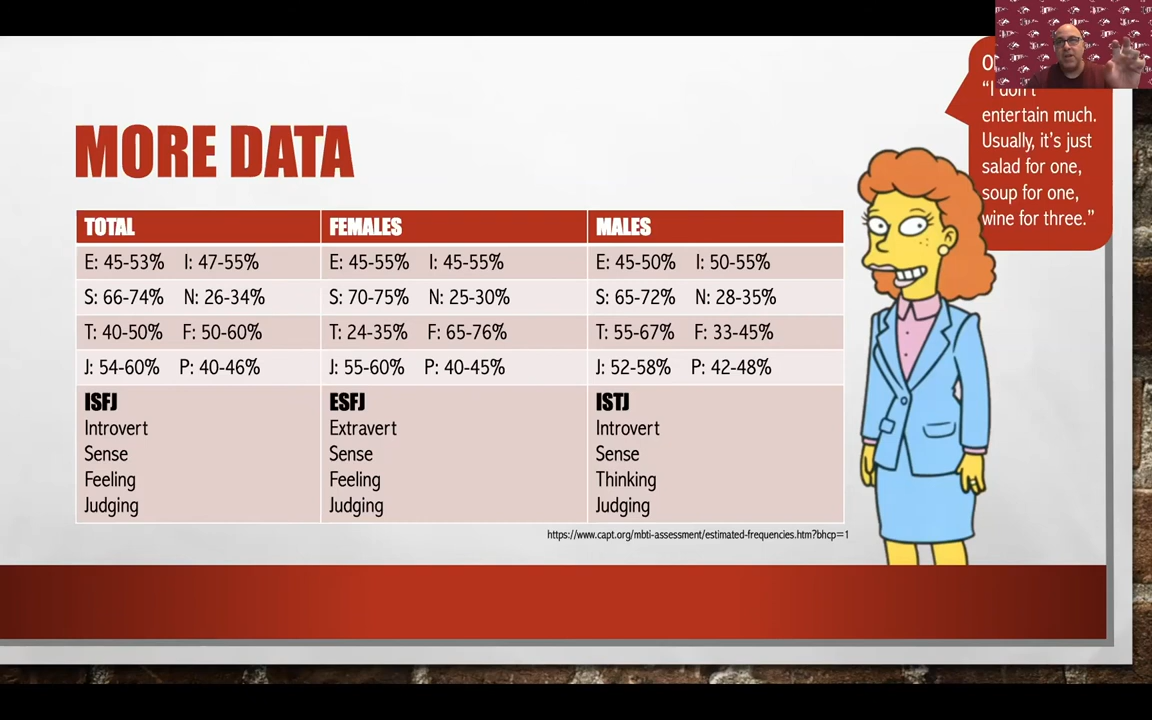 MORE DATA
TOTAL FEMALES MALES
E: 45-53% I: 47-55% E: 45-55% I: 45-55% E: 45-50% I: 50-55%
S: 66-74% N: 26-34% S: 70-75% N: 25-30% S: 65-72% N: 28-35%
T: 40-50% F: 50-60% T: 24-35% F: 65-76% T: 55-67% F: 33-45%
J: 54-60% P: 40-46% J: 55-60% P: 40-45% J: 52-58% P: 42-48%
ISFJ
Introvert
Sense
Feeling
Judging
ESFJ
Extravert
Sense
Feeling
Judging
ISTJ
Introvert
Sense
Thinking
Judging
https://www.capt.org/mbti-assessment/estimated-frequencies.htm?bhcp=1
“I don't
entertain much.
Usually, it’s just
salad for one,
soup for one,
wine for three.”